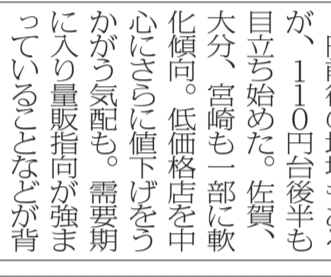 が、110円台後半も
目立ち始めた。佐賀、
大分、宮崎も一部に軟
化傾向。低価格店を中
心にさらに値下げをう
かがう気配も。需要期
に入り量販指向が強ま
っていることなどが背